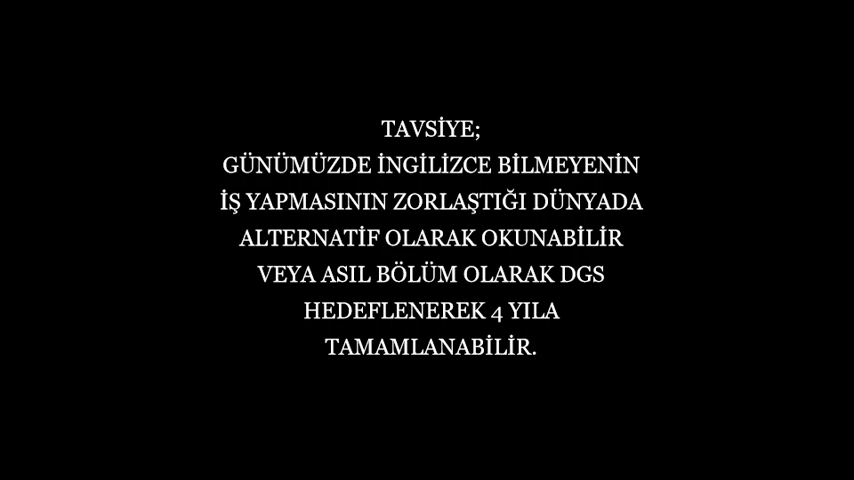 TAVSİYE;
GÜNÜMÜZDE İNGİLİZCE BİLMEYENİN
İŞ YAPMASININ ZORLAŞTIĞI DÜNYADA
ALTERNATİF OLARAK OKUNABİLİR
VEYA ASIL BÖLÜM OLARAK DGS
HEDEFLENEREK 4 YILA
TAMAMLANABİLİR.